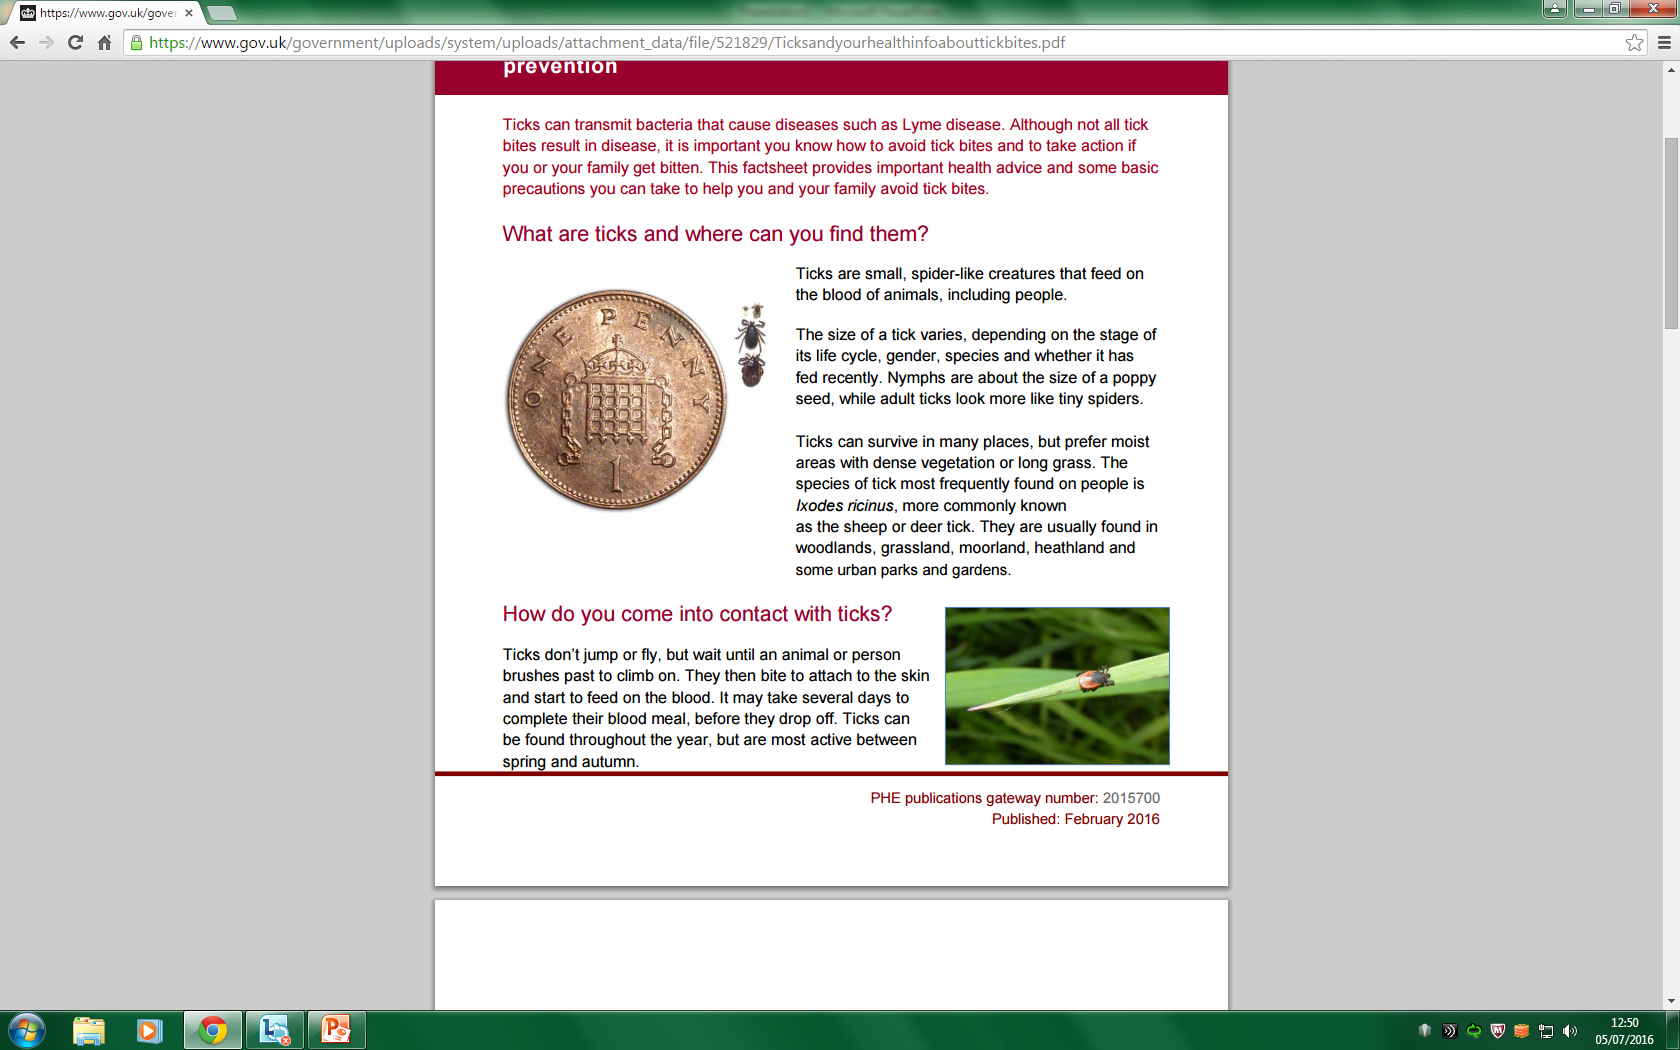 https://www.gov.uk/gove
https://www.gov.uk/government/uploads/system/uploads/attachment_data/file/521829/Ticksandyourhealthinfoabouttickbites.pdf
prevention
Ticks can transmit bacteria that cause diseases such as Lyme disease. Although not all tick
bites result in disease, it is important you know how to avoid tick bites and to take action if
you or your family get bitten. This factsheet provides important health advice and some basic
precautions you can take to help you and your family avoid tick bites.
What are ticks and where can you find them?
ONE PENNY
1
Ticks are small, spider-like creatures that feed on
the blood of animals, including people.
The size of a tick varies, depending on the stage of
its life cycle, gender, species and whether it has
fed recently. Nymphs are about the size of a poppy
seed, while adult ticks look more like tiny spiders.
Ticks can survive in many places, but prefer moist
areas with dense vegetation or long grass. The
species of tick most frequently found on people is
Ixodes ricinus, more commonly known
as the sheep or deer tick. They are usually found in
woodlands, grassland, moorland, heathland and
some urban parks and gardens.
How do you come into contact with ticks?
Ticks don’t jump or fly, but wait until an animal or person
brushes past to climb on. They then bite to attach to the skin
and start to feed on the blood. It may take several days to
complete their blood meal, before they drop off. Ticks can
be found throughout the year, but are most active between
spring and autumn.
PHE publications gateway number: 2015700
Published: February 2016
12:50
05/07/2016